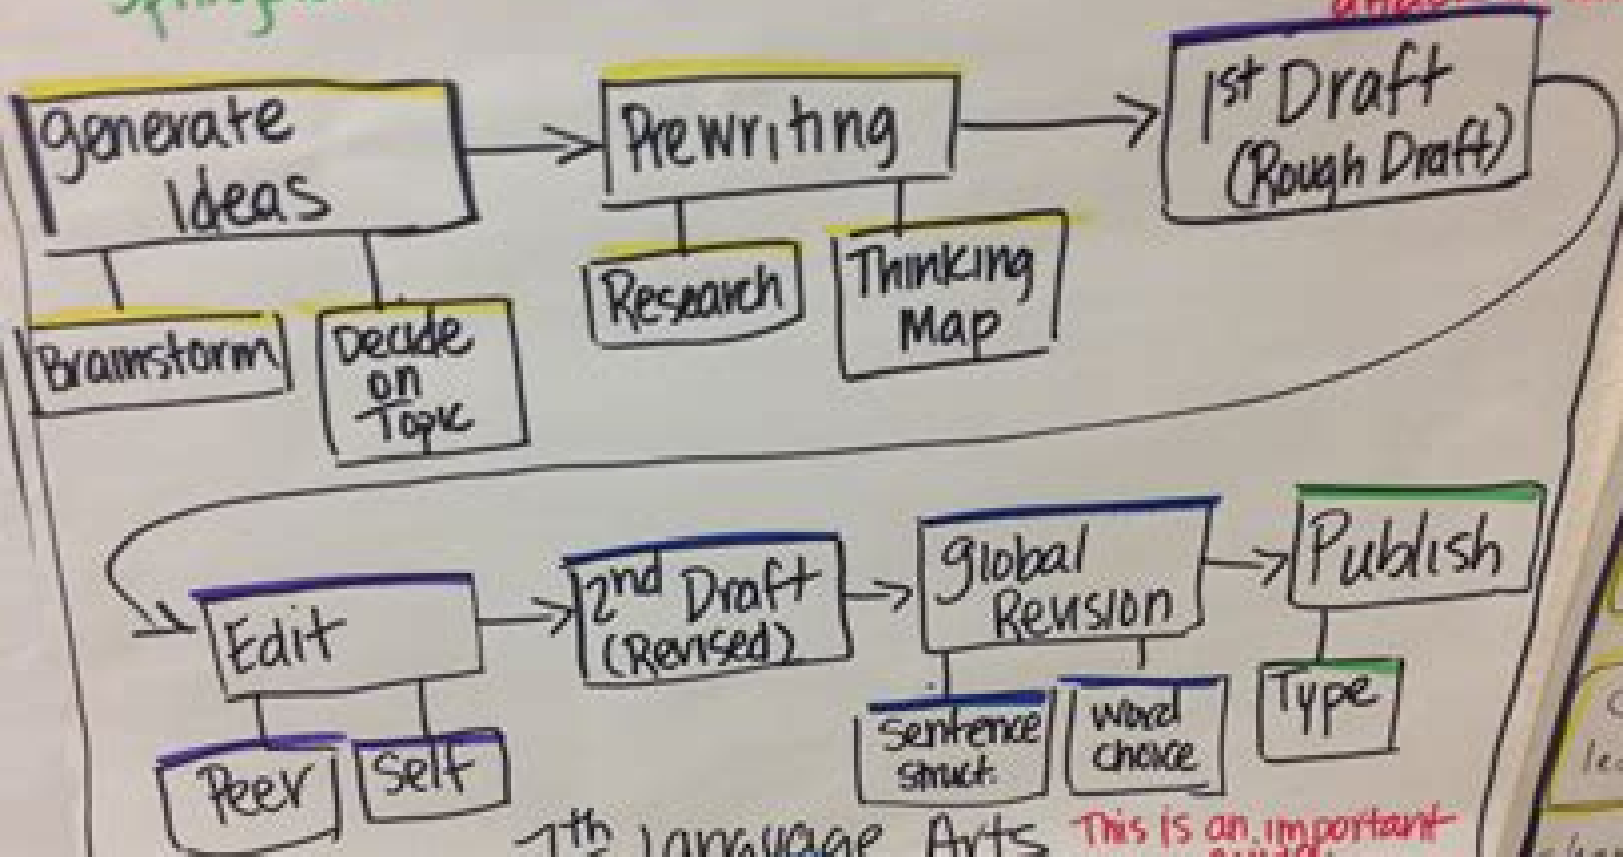 Generate
Ideas
Prewriting
1st Draft
(Rough Draft)
Brainstorm
Decide
on
Topic
Research
Thinking
Map
Edit
2nd Draft
(Revised)
Global
Revision
Publish
Peer
Self
Sentence
struct.
Word
choice
Type
7th Language Arts
This is an important